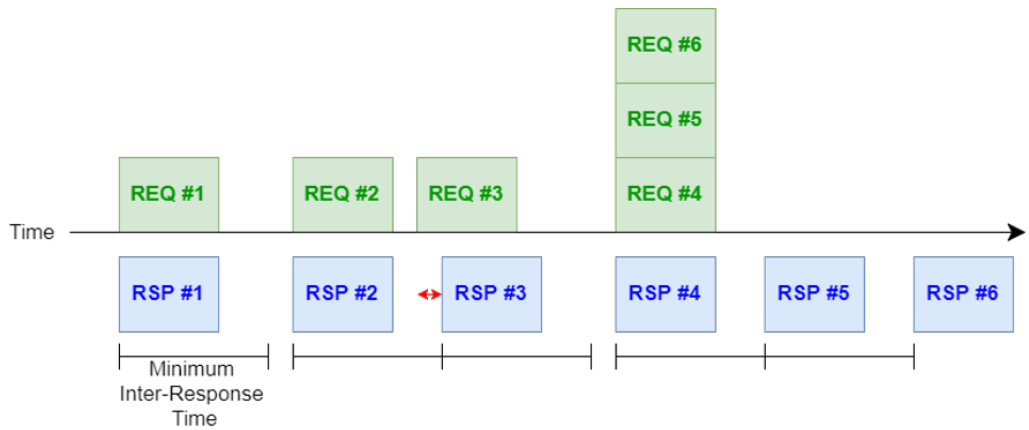 REQ #6
REQ #5
REQ #1
REQ #2
REQ #3
REQ #4
Time
RSP #1
RSP #2
RSP #3
RSP #4
RSP #5
RSP #6
Minimum
Inter-Response
Time